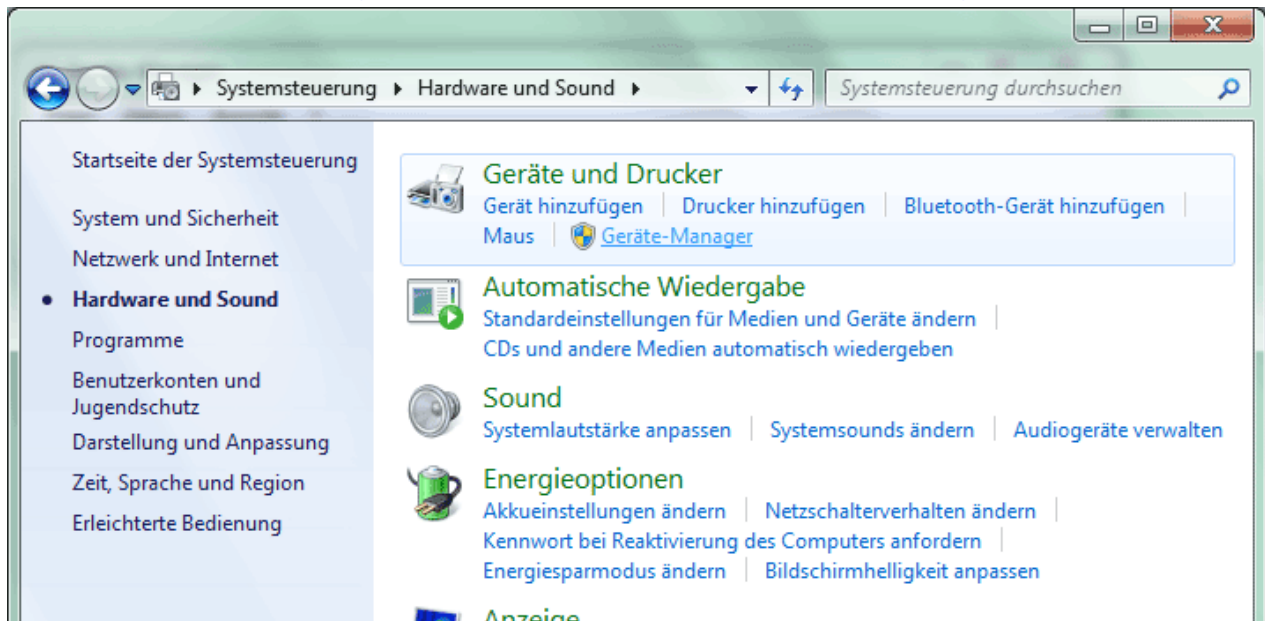 Systemsteuerung Hardware und Sound
Systemsteuerung durchsuchen
Startseite der Systemsteuerung
System und Sicherheit
Netzwerk und Internet
Hardware und Sound
Programme
Benutzerkonten und
Jugendschutz
Darstellung und Anpassung
Zeit, Sprache und Region
Erleichterte Bedienung
Geräte und Drucker
Gerät hinzufügen Drucker hinzufügen Bluetooth-Gerät hinzufügen
Maus Geräte-Manager
Automatische Wiedergabe
Standardeinstellungen für Medien und Geräte ändern
CDs und andere Medien automatisch wiedergeben
Sound
Systemlautstärke anpassen Systemsounds ändern Audiogeräte verwalten
Energieoptionen
Akkueinstellungen ändern Netzschalterverhalten ändern
Kennwort bei Reaktivierung des Computers anfordern
Energiesparmodus ändern Bildschirmhelligkeit anpassen
Anzeige